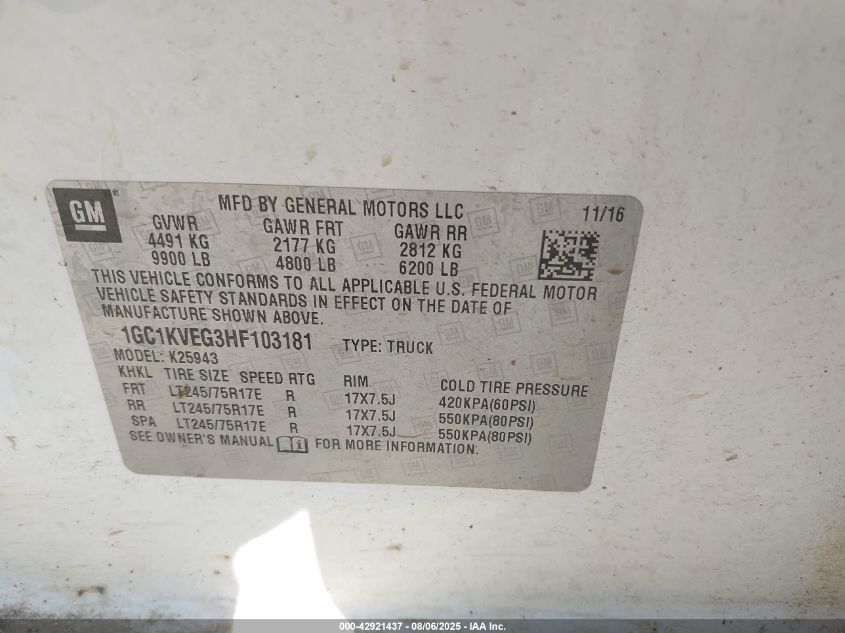 GM®
MFD BY GENERAL MOTORS LLC 11/16
GVWR GAWR FRT GAWR RR
4491 KG 2177 KG 2812 KG
9900 LB 4800 LB 6200 LB
THIS VEHICLE CONFORMS TO ALL APPLICABLE U.S. FEDERAL MOTOR
VEHICLE SAFETY STANDARDS IN EFFECT ON THE DATE OF
MANUFACTURE SHOWN ABOVE.
1GC1KVEG3HF103181 TYPE: TRUCK
MODEL: K25943
KHKL TIRE SIZE SPEED RTG RIM COLD TIRE PRESSURE
FRT LT245/75R17E R 17X7.5J 420KPA(60PSI)
RR LT245/75R17E R 17X7.5J 550KPA(80PSI)
SPA LT245/75R17E R 17X7.5J 550KPA(80PSI)
SEE OWNER'S MANUAL FOR MORE INFORMATION.
000-42921437 - 08/06/2025 - IAA Inc.